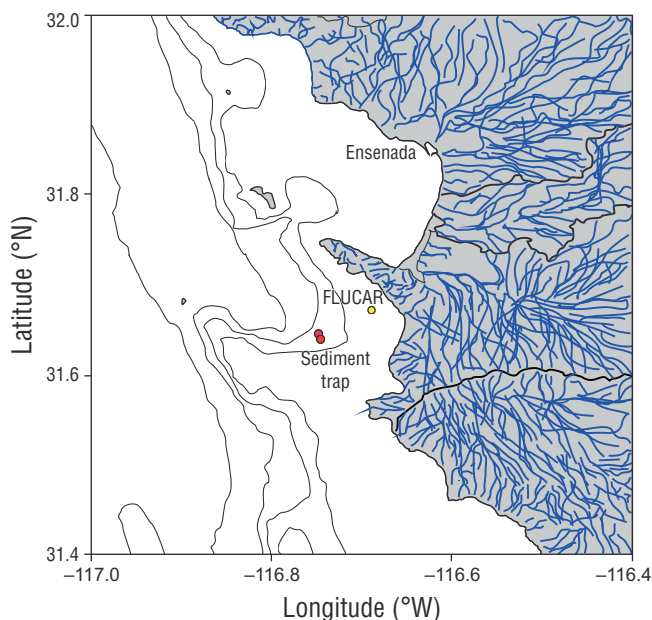 32.0
Ensenada
31.8
Latitude (°N)
FLUCAR
31.6
Sediment
trap
31.4
–117.0 –116.8 –116.6 –116.4
Longitude (°W)